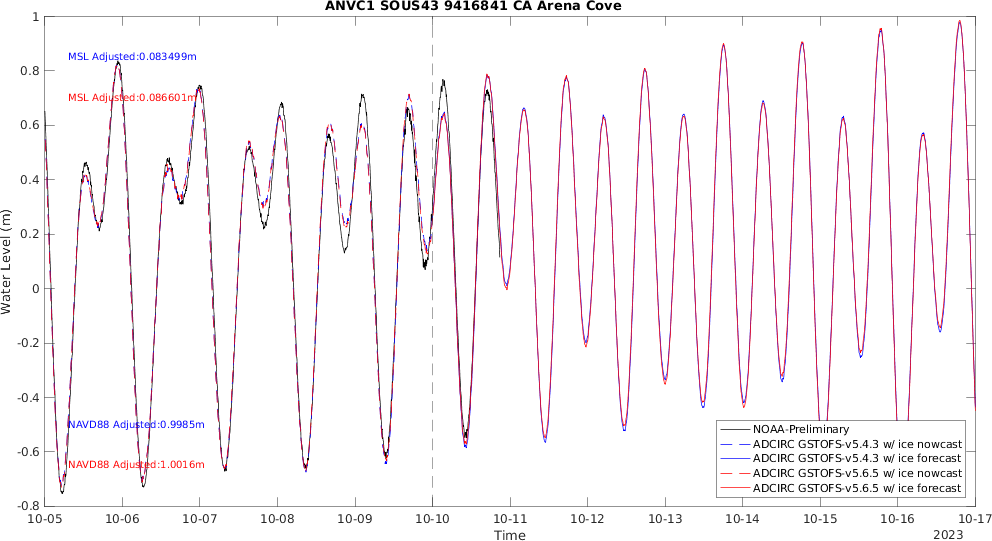 ANVC1 SOUS43 9416841 CA Arena Cove
Water Level (m)
1
0.8
0.6
0.4
0.2
0
-0.2
-0.4
-0.6
-0.8
MSL Adjusted:0.083499m
MSL Adjusted:0.086601m
NAVD88 Adjusted:0.9985m
NAVD88 Adjusted:1.0016m
NOAA-Preliminary
ADCIRC GSTOFS-v5.4.3 w/ ice nowcast
ADCIRC GSTOFS-v5.4.3 w/ ice forecast
ADCIRC GSTOFS-v5.6.5 w/ ice nowcast
ADCIRC GSTOFS-v5.6.5 w/ ice forecast
10-05 10-06 10-07 10-08 10-09 10-10 10-11 10-12 10-13 10-14 10-15 10-16 10-17
Time
2023